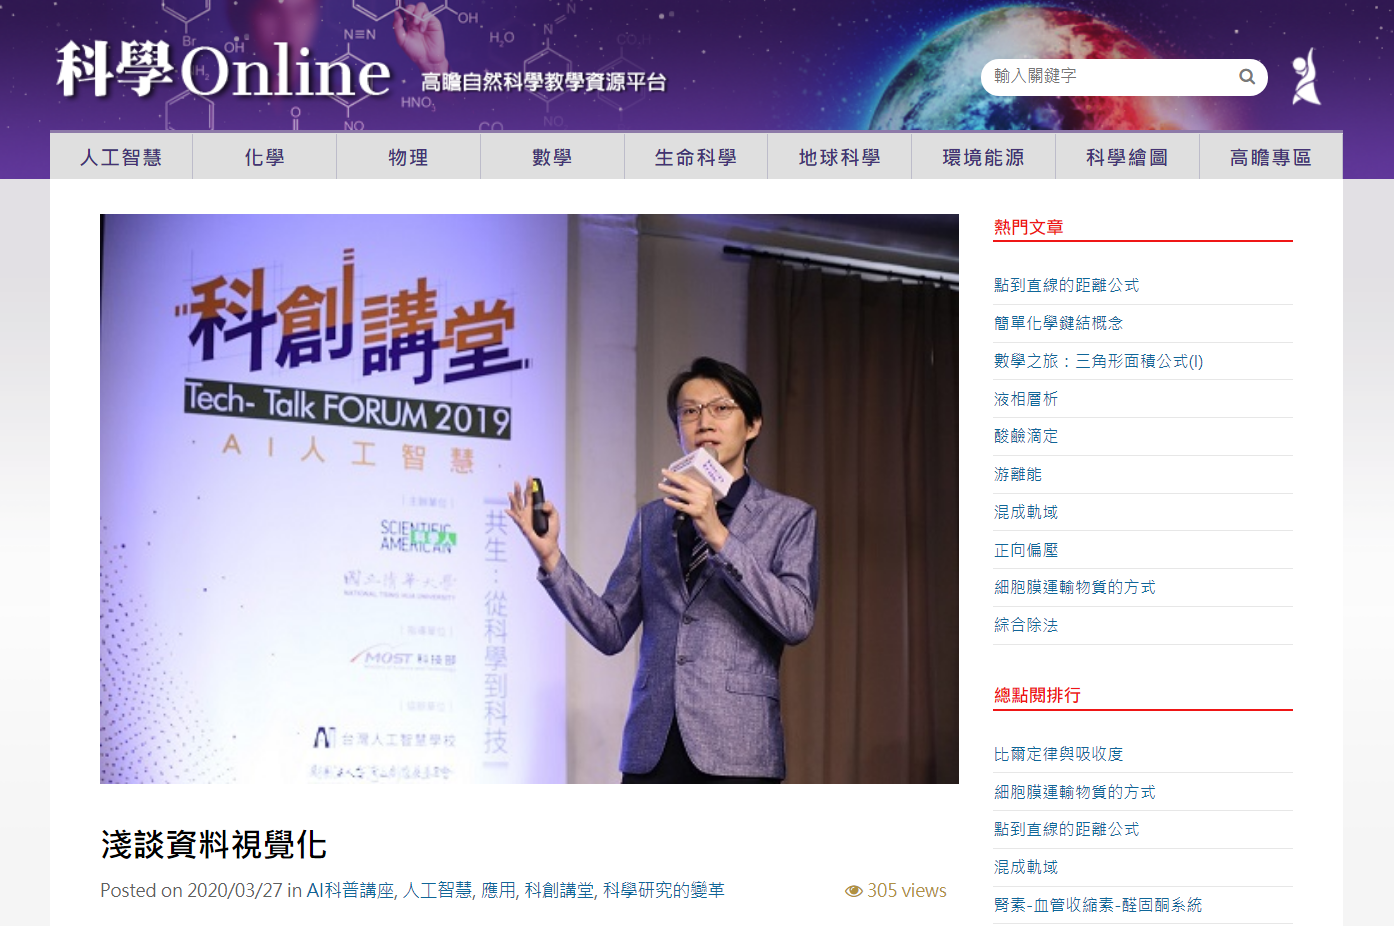 科學Online
高瞻自然科學教學資源平台
輸入關鍵字
人工智慧
化學
物理
數學
生命科學
地球科學
環境能源
科學繪圖
高瞻專區
科創講堂
Tech- Talk FORUM 2019
AI人工智慧
主辦單位
SCIENTIFIC
AMERICAN
科學人
國立清華大學
NATIONAL TSING HUA UNIVERSITY
指導單位
MOST 科技部
協辦單位
台灣人工智慧學校
共生：從科學到科技
淺談資料視覺化
Posted on 2020/03/27 in AI科普講座, 人工智慧, 應用, 科創講堂, 科學研究的變革
305 views
熱門文章
點到直線的距離公式
簡單化學鍵結概念
數學之旅：三角形面積公式(I)
液相層析
酸鹼滴定
游離能
混成軌域
正向偏壓
細胞膜運輸物質的方式
綜合除法
總點閱排行
比爾定律與吸收度
細胞膜運輸物質的方式
點到直線的距離公式
混成軌域
腎素-血管收縮素-醛固酮系統